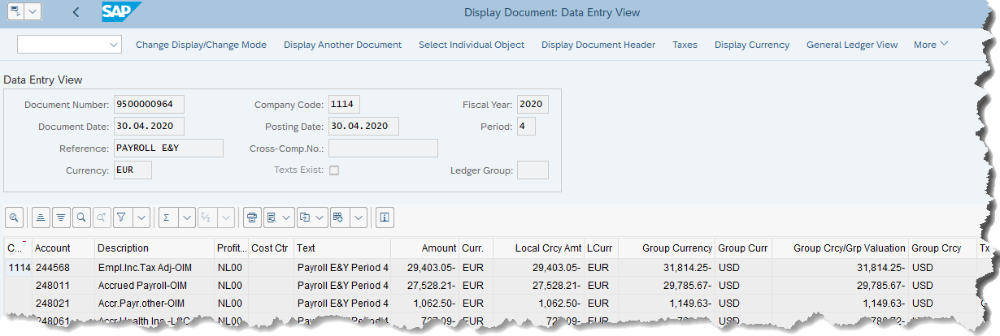 SAP Display Document: Data Entry View
Change Display/Change Mode Display Another Document Select Individual Object Display Document Header Taxes Display Currency General Ledger View More
Data Entry View
Document Number: 9500000964 Company Code: 1114 Fiscal Year: 2020
Document Date: 30.04.2020 Posting Date: 30.04.2020 Period: 4
Reference: PAYROLL E&Y Cross-Comp.No.:
Currency: EUR Texts Exist: Ledger Group:
C... Account Description Profit... Cost Ctr Text Amount Curr. Local Crcy Amt LCurr Group Currency Group Curr Group Crcy/Grp Valuation Group Crcy Tx
1114 244568 Empl.Inc.Tax Adj-OIM NL00 Payroll E&Y Period 4 29,403.05- EUR 29,403.05- EUR 31,814.25- USD 31,814.25- USD
248011 Accrued Payroll-OIM NL00 Payroll E&Y Period 4 27,528.21- EUR 27,528.21- EUR 29,785.67- USD 29,785.67- USD
248021 Accr.Payr.other-OIM NL00 Payroll E&Y Period 4 1,062.50- EUR 1,062.50- EUR 1,149.63- USD 1,149.63- USD
248061 NL00 Payroll E&Y Period 4 EUR EUR USD USD